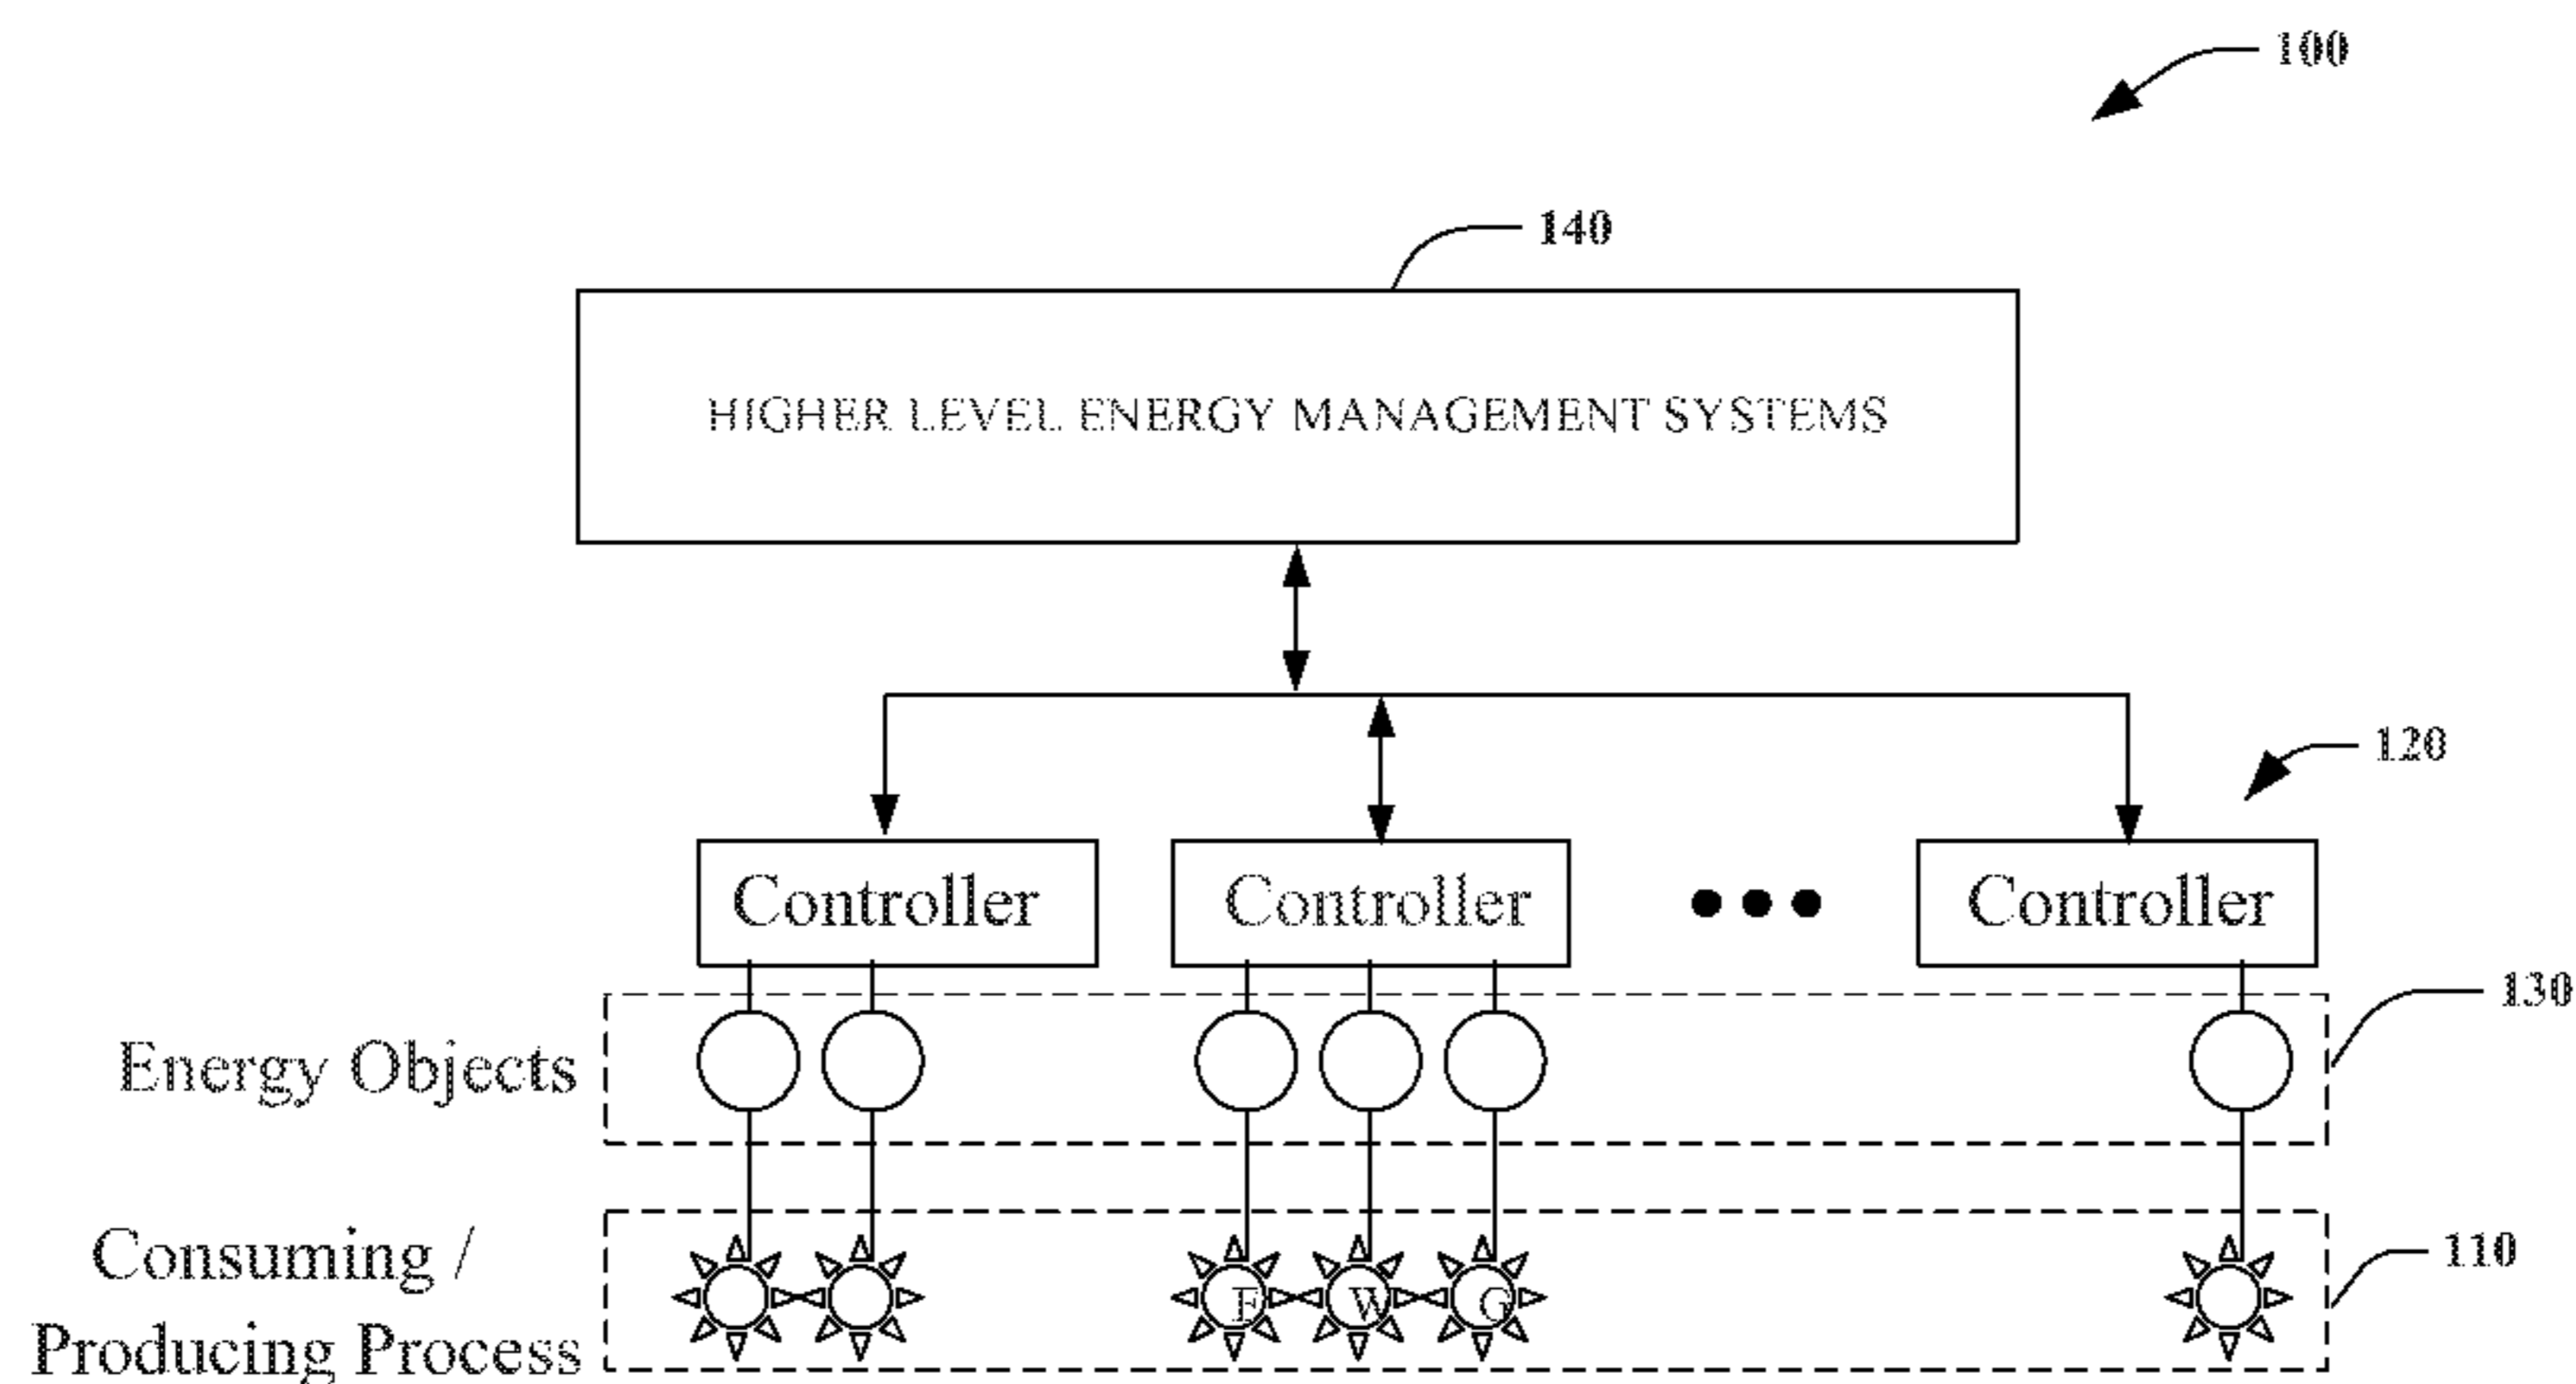 100
140
HIGHER LEVEL ENERGY MANAGEMENT SYSTEMS
120
Controller Controller Controller
130
Energy Objects
110
Consuming /
Producing Process
W G